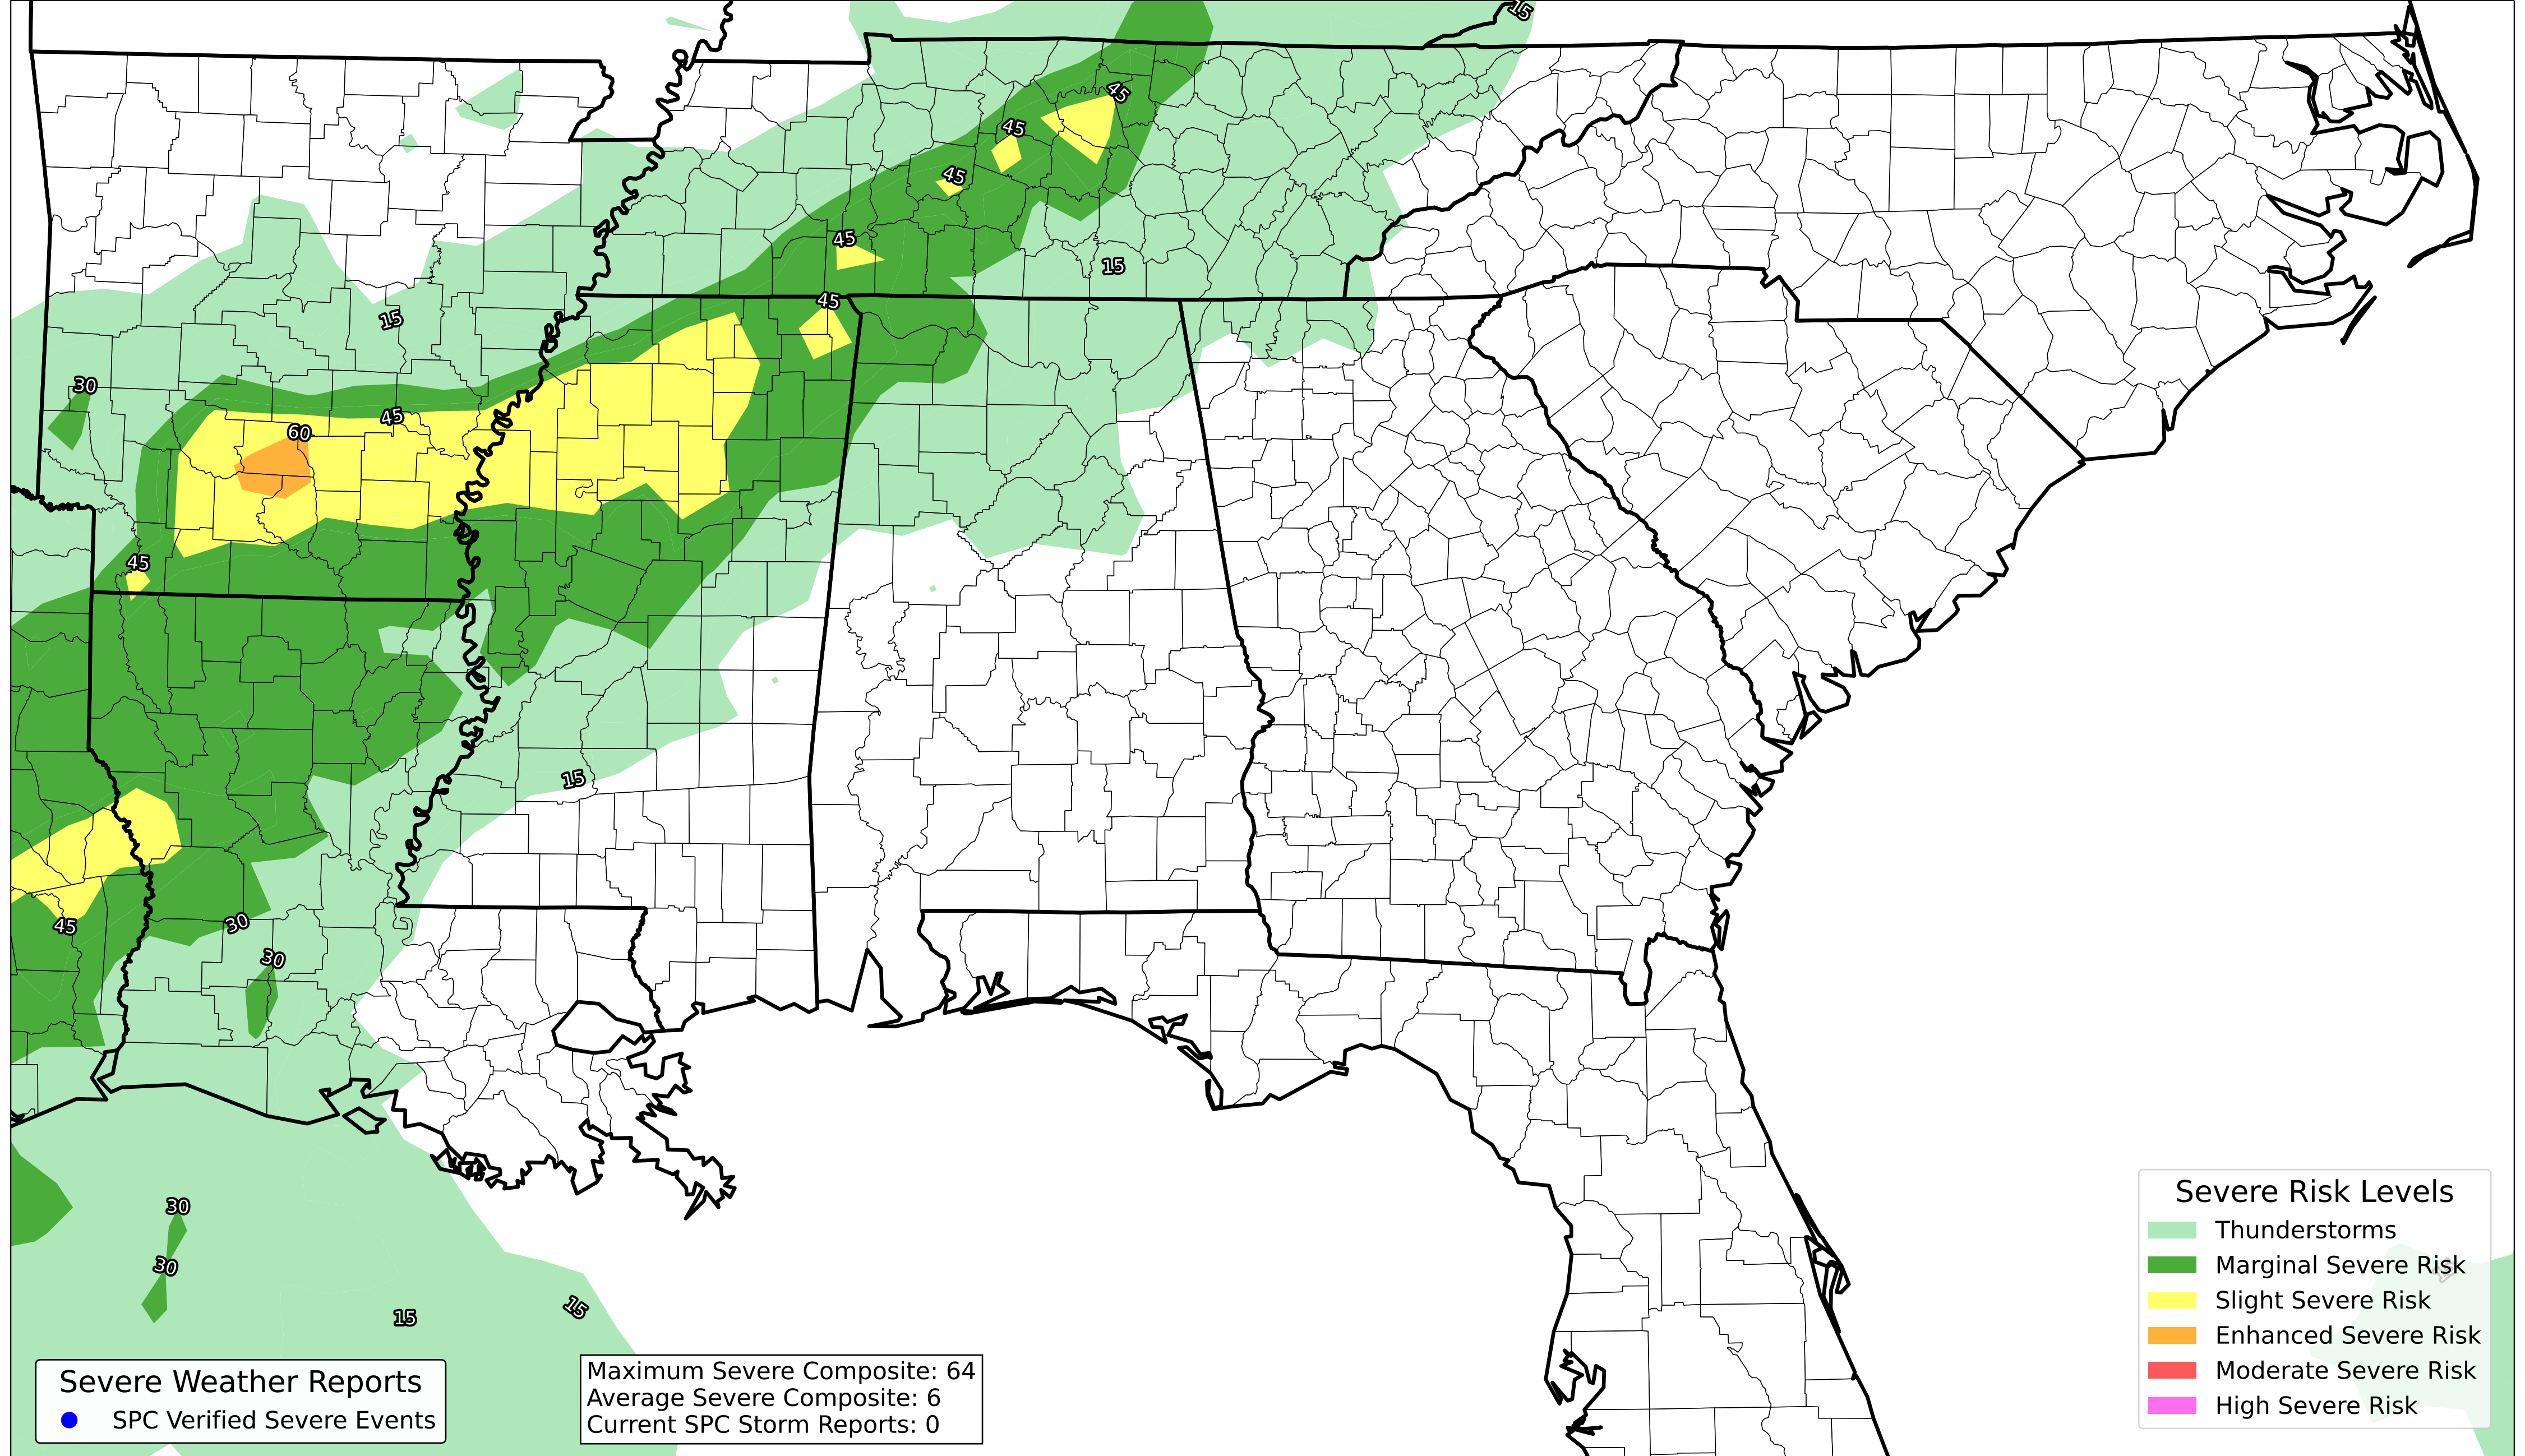 15
45
45
45
45
15
45
15
30
45
60
45
15
30
45
30
30
30
15
15
Severe Weather Reports
SPC Verified Severe Events
Maximum Severe Composite: 64
Average Severe Composite: 6
Current SPC Storm Reports: 0
Severe Risk Levels
Thunderstorms
Marginal Severe Risk
Slight Severe Risk
Enhanced Severe Risk
Moderate Severe Risk
High Severe Risk